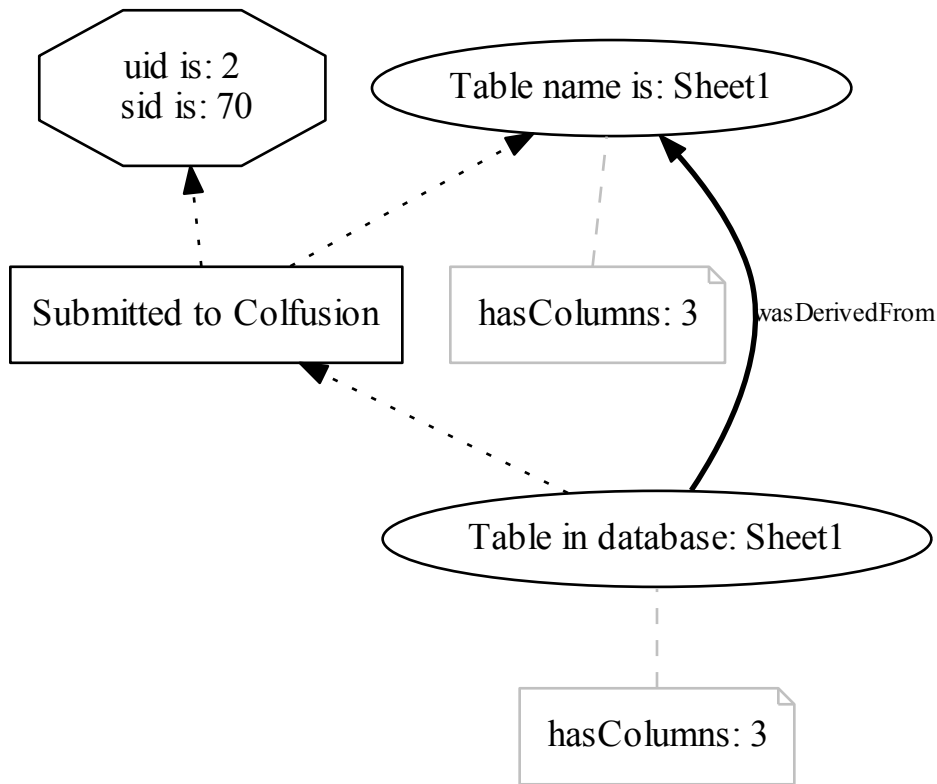 uid is: 2
sid is: 70
Table name is: Sheet1
Submitted to Colfusion
hasColumns: 3
wasDerivedFrom
Table in database: Sheet1
hasColumns: 3